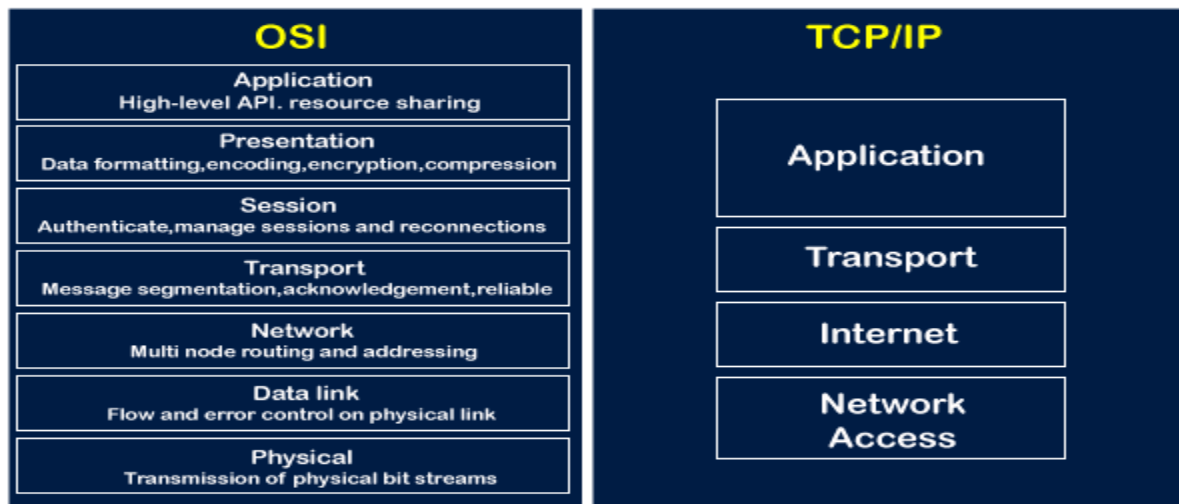 OSI
Application
High-level API. resource sharing
Presentation
Data formatting,encoding,encryption,compression
Session
Authenticate,manage sessions and reconnections
Transport
Message segmentation,acknowledgement,reliable
Network
Multi node routing and addressing
Data link
Flow and error control on physical link
Physical
Transmission of physical bit streams
TCP/IP
Application
Transport
Internet
Network
Access